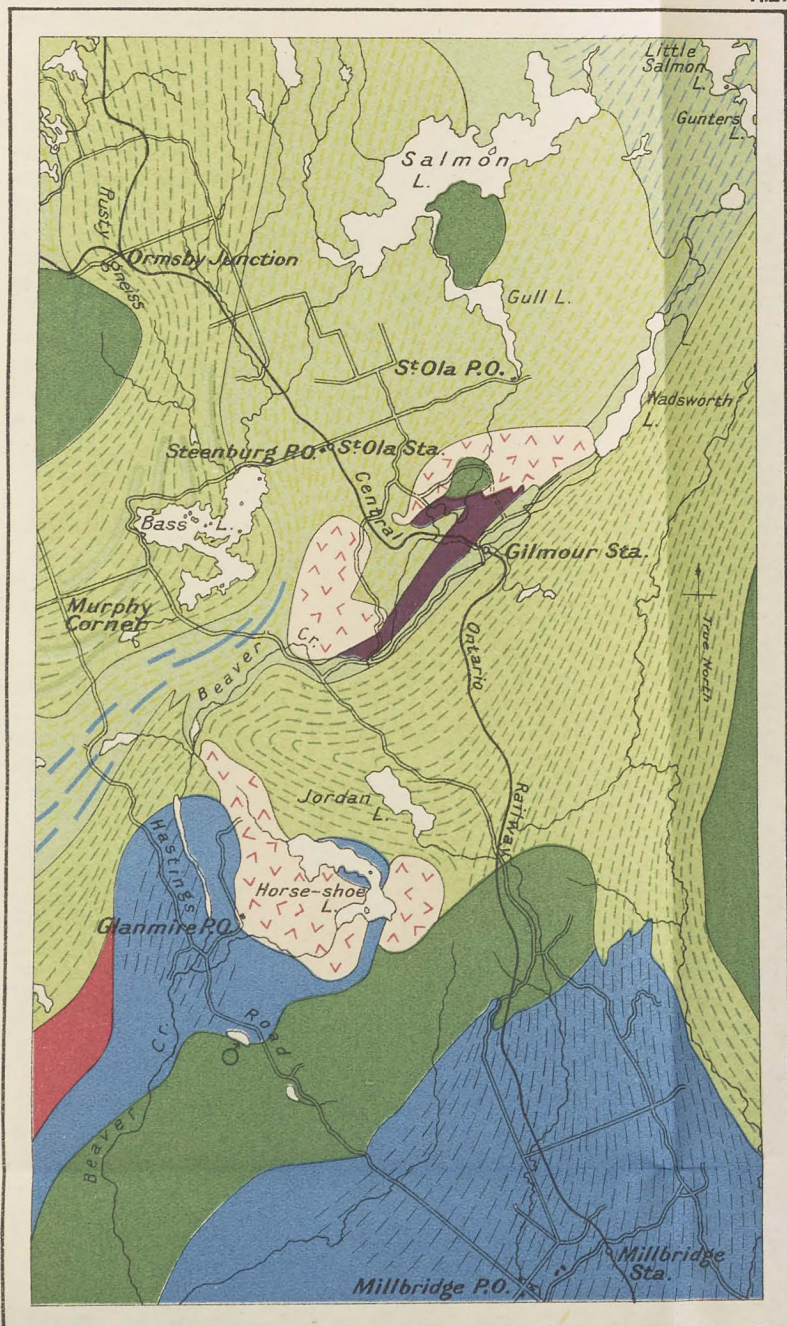 Little
Salmon
L.
Gunters
L.
Salmon
L.
Rusty
gneiss
Ormsby Junction
Gull L.
St. Ola P.O.
Wadsworth
L.
Steenburg P.O.
St. Ola Sta.
Central
Bass L.
Gilmour Sta.
Murphy
Corner
Cr.
Beaver
Ontario
True North
Jordan
L.
Railway
Hastings
Horse-shoe
L.
Glanmire P.O.
Road
Cr.
Beaver
Millbridge
Sta.
Millbridge P.O.